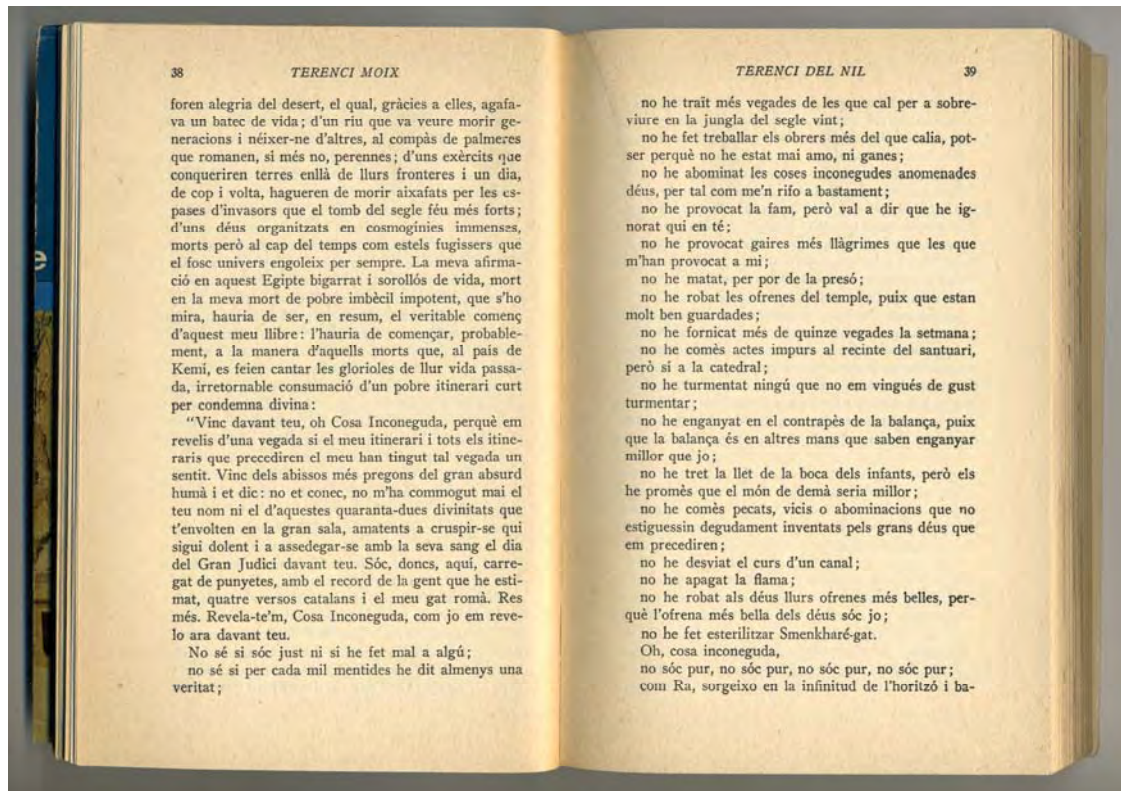 38
TERENCI MOIX
foren alegria del desert, el qual, gràcies a elles, agafa-
va un batec de vida; d'un riu que va veure morir ge-
neracions i néixer-ne d'altres, al compàs de palmeres
que romanen, si més no, perennes; d'uns exèrcits que
conqueriren terres enllà de llurs fronteres i un dia,
de cop i volta, hagueren de morir aixafats per les es-
pases d'invasors que el tomb del segle féu més forts;
d'uns déus organitzats en cosmoginies immenses,
morts però al cap del temps com estels fugissers que
el fosc univers engoleix per sempre. La meva afirma-
ció en aquest Egipte bigarrat i sorollós de vida, mort
en la meva mort de pobre imbècil impotent, que s'ho
mira, hauria de ser, en resum, el veritable començ
d'aquest meu llibre: l'hauria de començar, probable-
ment, a la manera d'aquells morts que, al país de
Kemi, es feien cantar les glorioles de llur vida passa-
da, irretornable consumació d'un pobre itinerari curt
per condemna divina:
"Vinc davant teu, oh Cosa Inconeguda, perquè em
revelis d'una vegada si el meu itinerari i tots els itine-
raris que precediren el meu han tingut tal vegada un
sentit. Vinc dels abissos més pregons del gran absurd
humà i et dic: no et conec, no m'ha commogut mai el
teu nom ni el d'aquestes quaranta-dues divinitats que
t'envolten en la gran sala, amatents a cruspir-se qui
sigui dolent i a assedegar-se amb la seva sang el dia
del Gran Judici davant teu. Sóc, doncs, aquí, carre-
gat de punyetes, amb el record de la gent que he esti-
mat, quatre versos catalans i el meu gat romà. Res
més. Revela-te'm, Cosa Inconeguda, com jo em reve-
lo ara davant teu.
No sé si sóc just ni si he fet mal a algú;
no sé si per cada mil mentides he dit almenys una
veritat;
TERENCI DEL NIL
39
no he traït més vegades de les que cal per a sobre-
viure en la jungla del segle vint;
no he fet treballar els obrers més del que calia, pot-
ser perquè no he estat mai amo, ni ganes;
no he abominat les coses inconegudes anomenades
déus, per tal com me'n rifo a bastament;
no he provocat la fam, però val a dir que he ig-
norat qui en té;
no he provocat gaires més llàgrimes que les que
m'han provocat a mi;
no he matat, per por de la presó;
no he robat les ofrenes del temple, puix que estan
molt ben guardades;
no he fornicat més de quinze vegades la setmana;
no he comès actes impurs al recinte del santuari,
però sí a la catedral;
no he turmentat ningú que no em vingués de gust
turmentar;
no he enganyat en el contrapès de la balança, puix
que la balança és en altres mans que saben enganyar
millor que jo;
no he tret la llet de la boca dels infants, però els
he promès que el món de demà seria millor;
no he comès pecats, vicis o abominacions que no
estiguessin degudament inventats pels grans déus que
em precediren;
no he desviat el curs d'un canal;
no he apagat la flama;
no he robat als déus llurs ofrenes més belles, per-
què l'ofrena més bella dels déus sóc jo;
no he fet esterilitzar Smenkharé-gat.
Oh, cosa inconeguda,
no sóc pur, no sóc pur, no sóc pur, no sóc pur;
com Ra, sorgeixo en la infinitud de l'horitzó i ba-